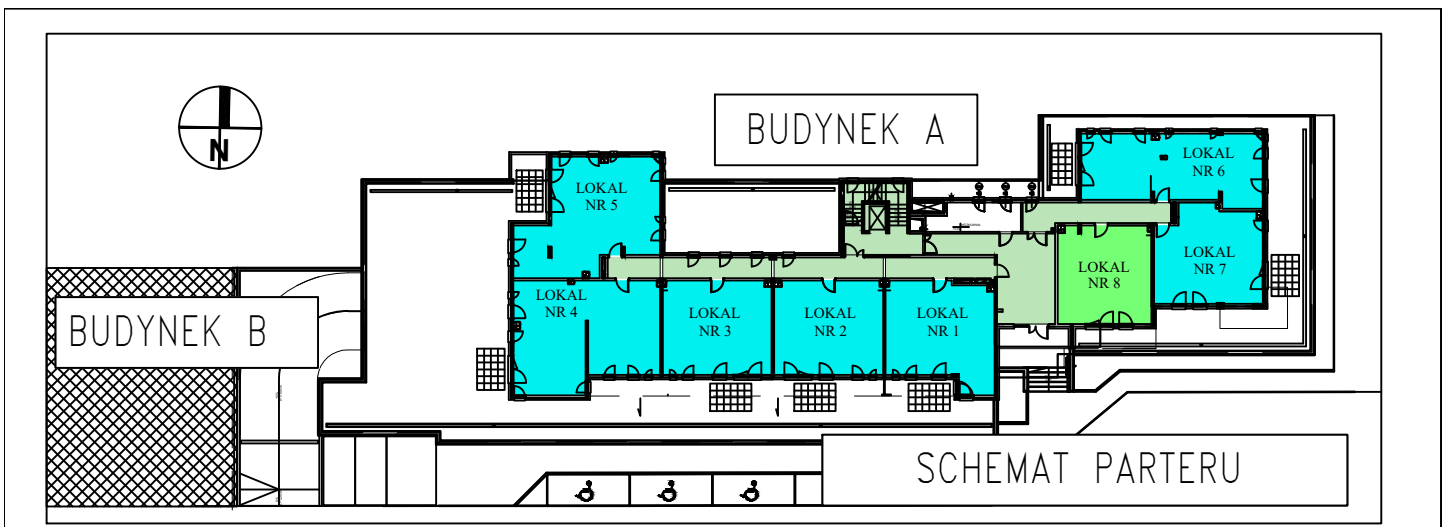 BUDYNEK A
N
LOKAL
NR 6
LOKAL
NR 5
LOKAL
NR 7
LOKAL
NR 8
LOKAL
NR 4
LOKAL
NR 3
LOKAL
NR 2
LOKAL
NR 1
BUDYNEK B
SCHEMAT PARTERU